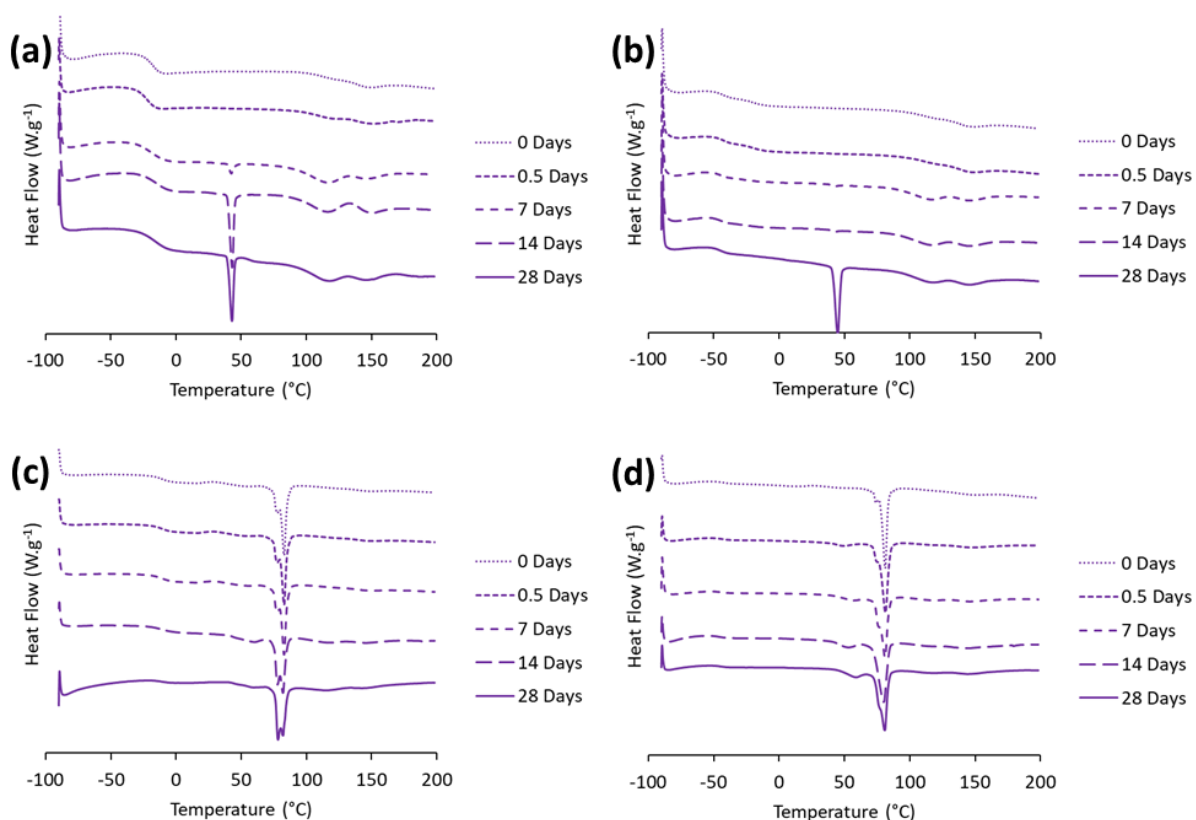 (a)
Heat Flow (W.g-1)
0 Days
0.5 Days
7 Days
14 Days
28 Days
-100 -50 0 50 100 150 200
Temperature (°C)
(b)
Heat Flow (W.g-1)
0 Days
0.5 Days
7 Days
14 Days
28 Days
-100 -50 0 50 100 150 200
Temperature (°C)
(c)
Heat Flow (W.g-1)
0 Days
0.5 Days
7 Days
14 Days
28 Days
-100 -50 0 50 100 150 200
Temperature (°C)
(d)
Heat Flow (W.g-1)
0 Days
0.5 Days
7 Days
14 Days
28 Days
-100 -50 0 50 100 150 200
Temperature (°C)